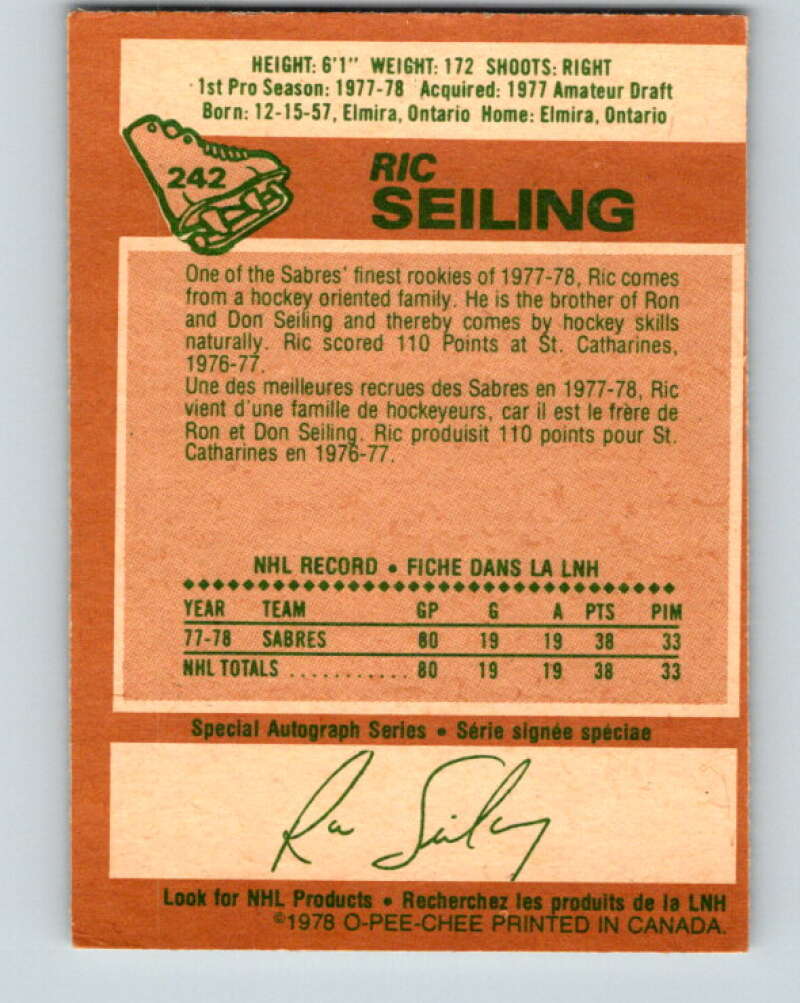 HEIGHT: 6'1" WEIGHT: 172 SHOOTS: RIGHT
1st Pro Season: 1977-78 Acquired: 1977 Amateur Draft
Born: 12-15-57, Elmira, Ontario Home: Elmira, Ontario
242
RIC
SEILING
One of the Sabres' finest rookies of 1977-78, Ric comes
from a hockey oriented family. He is the brother of Ron
and Don Seiling and thereby comes by hockey skills
naturally. Ric scored 110 Points at St. Catharines,
1976-77.
Une des meilleures recrues des Sabres en 1977-78, Ric
vient d'une famille de hockeyeurs, car il est le frère de
Ron et Don Seiling. Ric produisit 110 points pour St.
Catharines en 1976-77.
NHL RECORD • FICHE DANS LA LNH
YEAR TEAM GP G A PTS PIM
77-78 SABRES 80 19 19 38 33
NHL TOTALS ........... 80 19 19 38 33
Special Autograph Series • Série signée spéciae
Ric Seiling
Look for NHL Products • Recherchez les produits de la LNH
©1978 O-PEE-CHEE PRINTED IN CANADA.